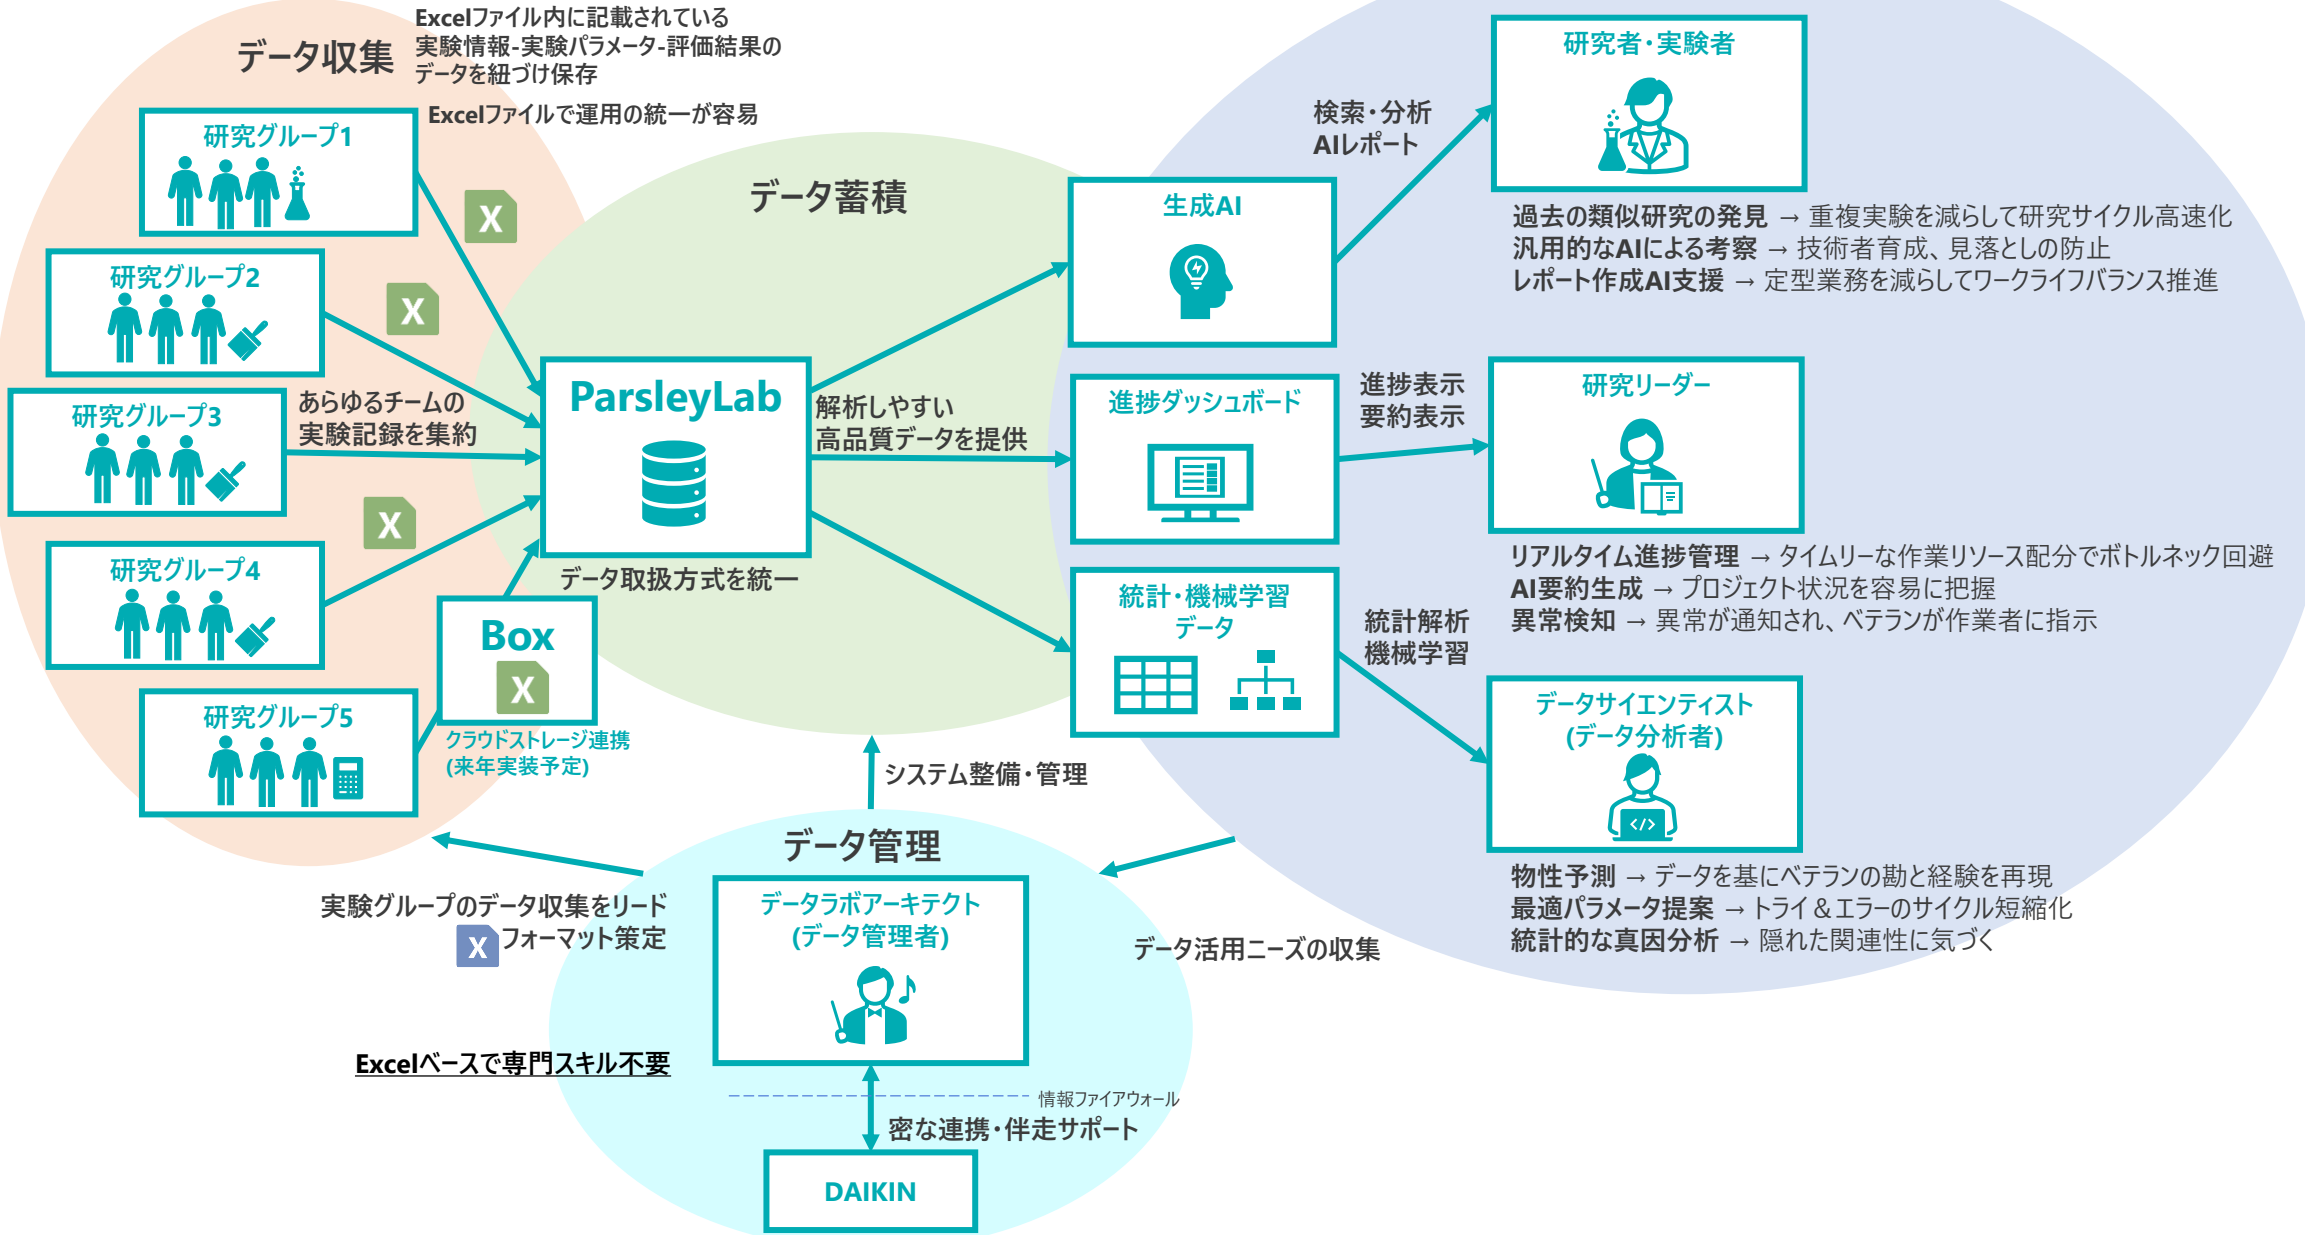 データ収集
Excelファイル内に記載されている
実験情報-実験パラメータ-評価結果の
データを紐づけ保存
Excelファイルで運用の統一が容易
研究グループ1
X
研究グループ2
X
研究グループ3
あらゆるチームの
実験記録を集約
研究グループ4
X
研究グループ5
Box
X
クラウドストレージ連携
(来年実装予定)
データ蓄積
ParsleyLab
データ取扱方式を統一
解析しやすい
高品質データを提供
生成AI
検索・分析
AIレポート
進捗ダッシュボード
進捗表示
要約表示
統計・機械学習
データ
統計解析
機械学習
研究者・実験者
過去の類似研究の発見 → 重複実験を減らして研究サイクル高速化
汎用的なAIによる考察 → 技術者育成、見落としの防止
レポート作成AI支援 → 定型業務を減らしてワークライフバランス推進
研究リーダー
リアルタイム進捗管理 → タイムリーな作業リソース配分でボトルネック回避
AI要約生成 → プロジェクト状況を容易に把握
異常検知 → 異常が通知され、ベテランが作業者に指示
データサイエンティスト
(データ分析者)
</>
物性予測 → データを基にベテランの勘と経験を再現
最適パラメータ提案 → トライ＆エラーのサイクル短縮化
統計的な真因分析 → 隠れた関連性に気づく
システム整備・管理
データ管理
データラボアーキテクト
(データ管理者)
実験グループのデータ収集をリード
X フォーマット策定
データ活用ニーズの収集
Excelベースで専門スキル不要
情報ファイアウォール
密な連携・伴走サポート
DAIKIN